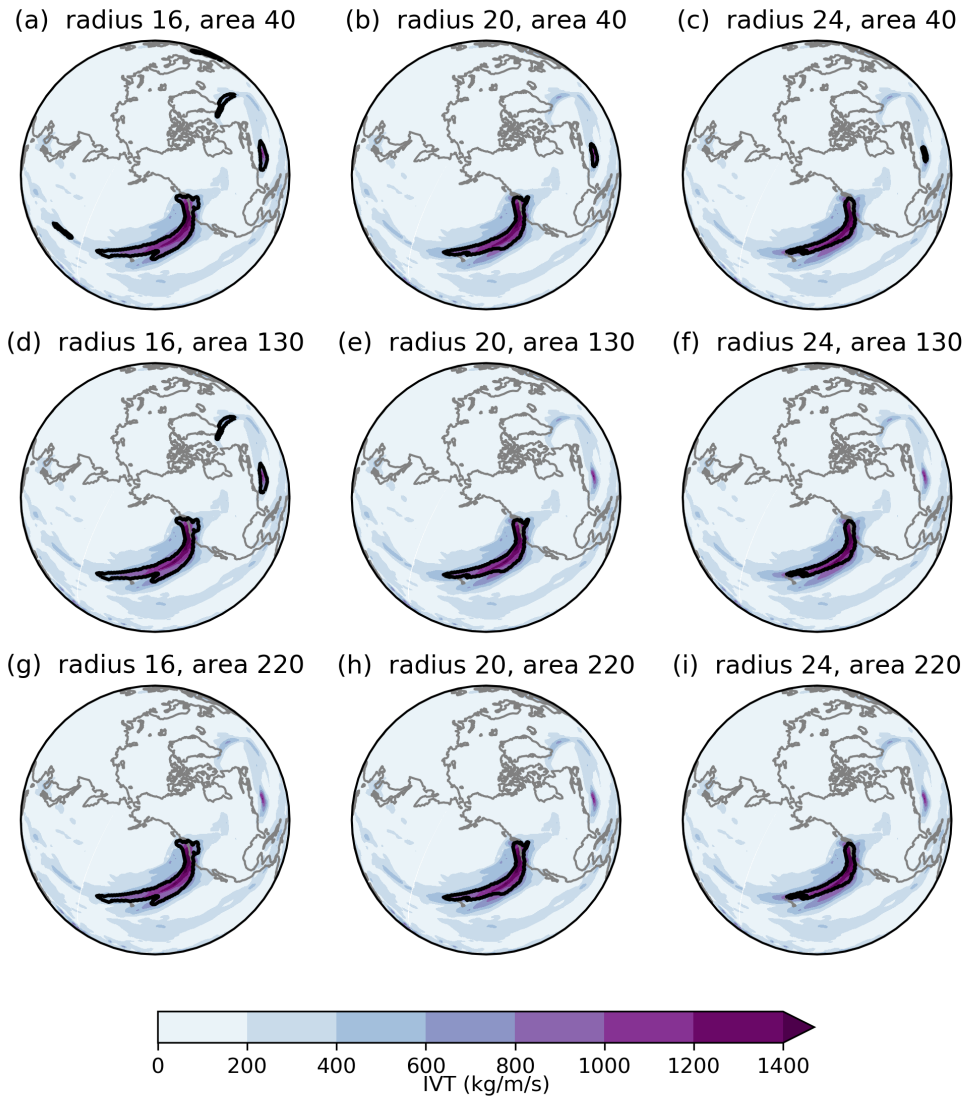 (a)  radius 16, area 40
(b)  radius 20, area 40
(c)  radius 24, area 40
(d)  radius 16, area 130
(e)  radius 20, area 130
(f)  radius 24, area 130
(g)  radius 16, area 220
(h)  radius 20, area 220
(i)  radius 24, area 220
0 200 400 600 800 1000 1200 1400
IVT (kg/m/s)